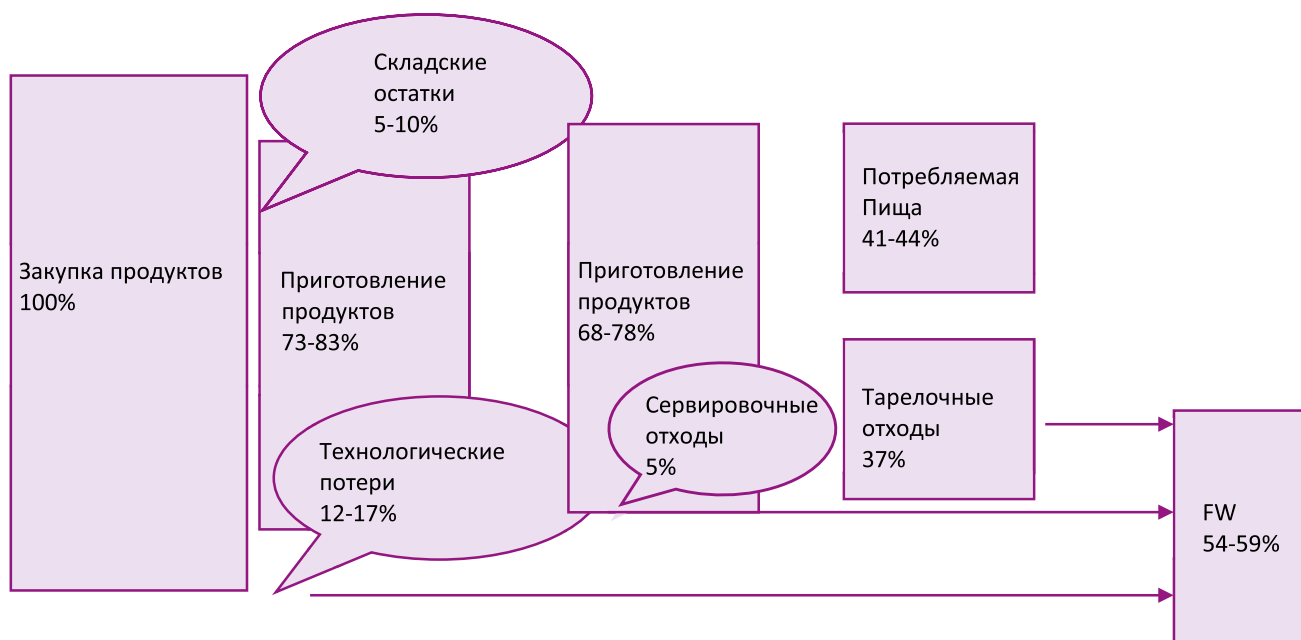 Закупка продуктов
100%
Складские
остатки
5-10%
Приготовление
продуктов
73-83%
Технологические
потери
12-17%
Приготовление
продуктов
68-78%
Сервировочные
отходы
5%
Потребляемая
Пища
41-44%
Тарелочные
отходы
37%
FW
54-59%